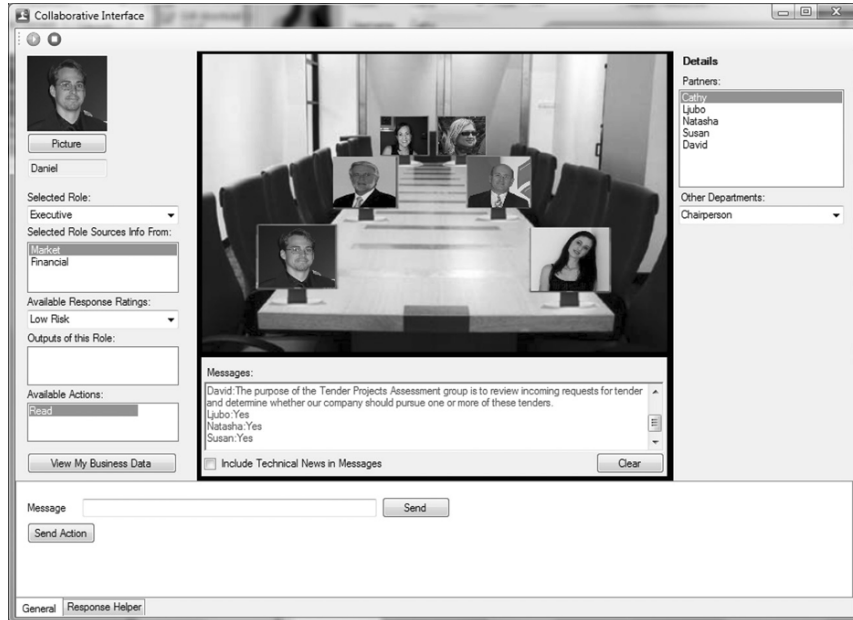 Collaborative Interface
Picture
Daniel
Selected Role:
Executive
Selected Role Sources Info From:
Market
Financial
Available Response Ratings:
Low Risk
Outputs of this Role:
Available Actions:
Read
View My Business Data
Messages:
David:The purpose of the Tender Projects Assessment group is to review incoming requests for tender
and determine whether our company should pursue one or more of these tenders.
Ljubo:Yes
Natasha:Yes
Susan:Yes
Include Technical News in Messages
Clear
Details
Partners:
Cathy
Ljubo
Natasha
Susan
David
Other Departments:
Chairperson
Message
Send
Send Action
General
Response Helper